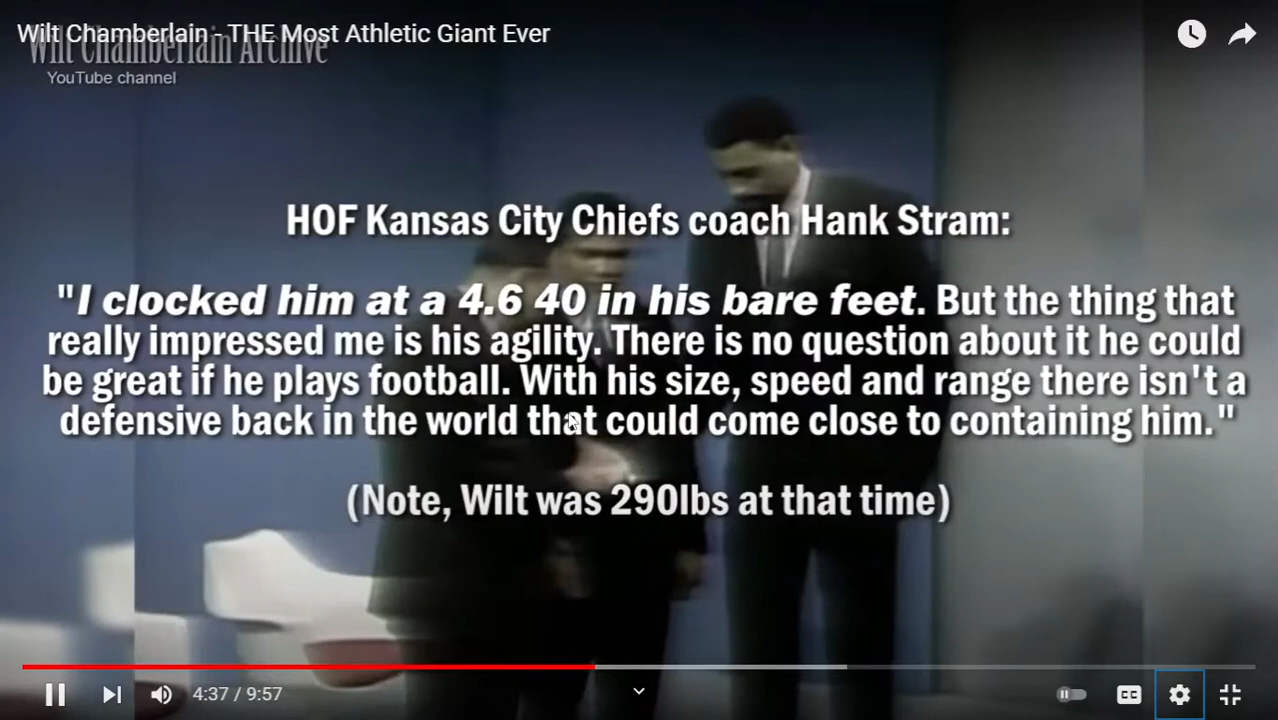 Wilt Chamberlain - THE Most Athletic Giant Ever
Wilt Chamberlain Archive
YouTube channel
HOF Kansas City Chiefs coach Hank Stram:
"I clocked him at a 4.6 40 in his bare feet. But the thing that
really impressed me is his agility. There is no question about it he could
be great if he plays football. With his size, speed and range there isn't a
defensive back in the world that could come close to containing him."
(Note, Wilt was 290lbs at that time)
4:37 / 9:57
CC